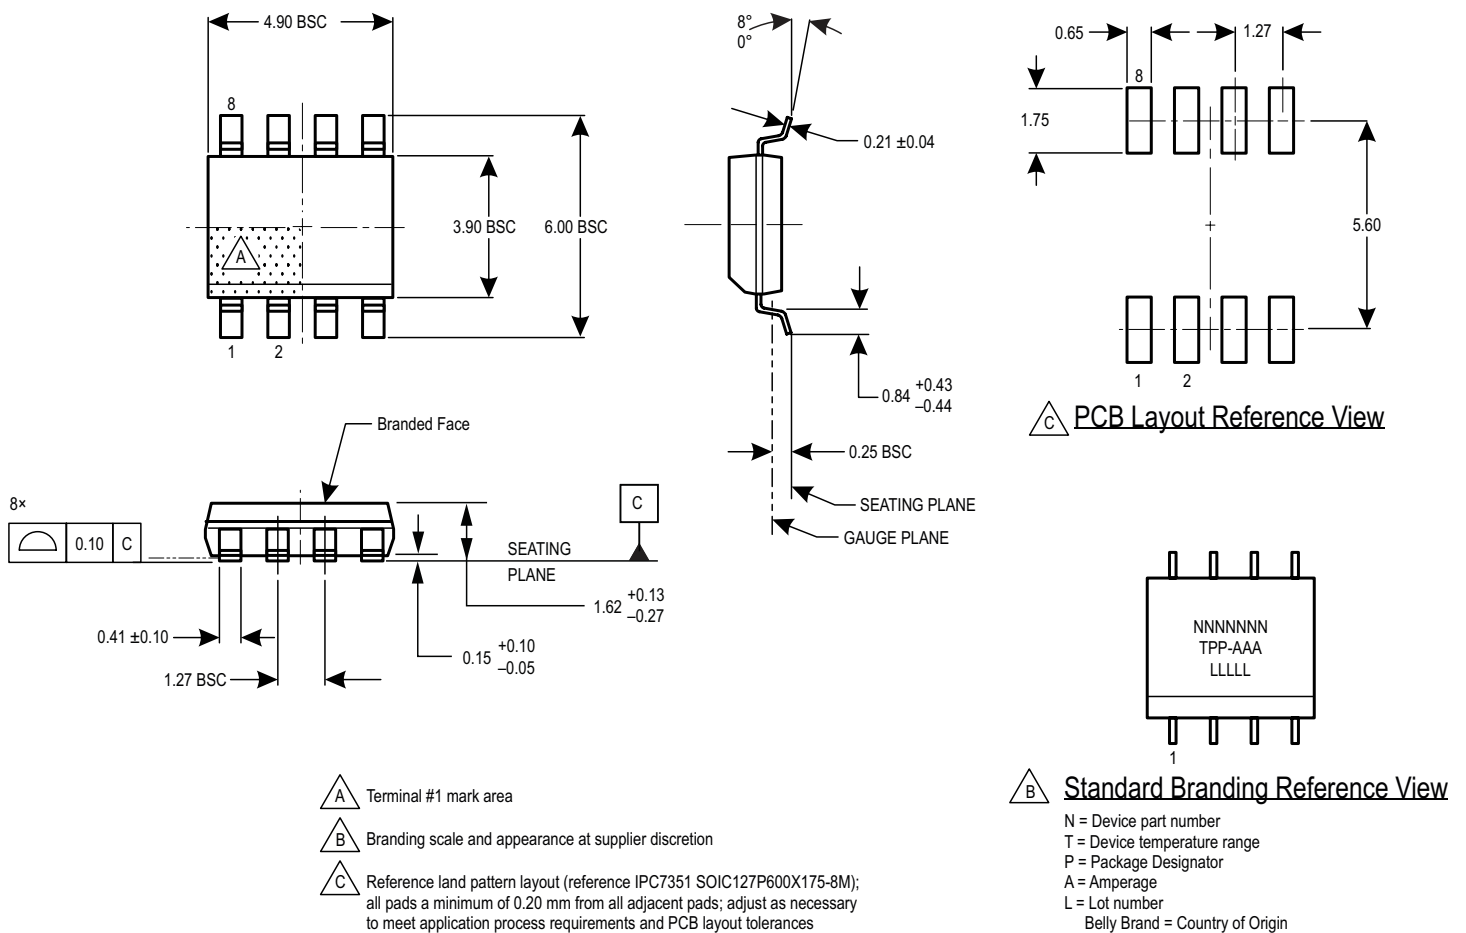 4.90 BSC
8
A
3.90 BSC
6.00 BSC
1
2
8°
0°
0.21 ±0.04
0.84 +0.43
–0.44
0.25 BSC
SEATING PLANE
GAUGE PLANE
0.65
1.27
8
1.75
5.60
1
2
C PCB Layout Reference View
Branded Face
8×
0.10 C
C
SEATING
PLANE
1.62 +0.13
–0.27
0.41 ±0.10
0.15 +0.10
–0.05
1.27 BSC
NNNNNNN
TPP-AAA
LLLLL
1
B Standard Branding Reference View
N = Device part number
T = Device temperature range
P = Package Designator
A = Amperage
L = Lot number
Belly Brand = Country of Origin
A Terminal #1 mark area
B Branding scale and appearance at supplier discretion
C Reference land pattern layout (reference IPC7351 SOIC127P600X175-8M);
all pads a minimum of 0.20 mm from all adjacent pads; adjust as necessary
to meet application process requirements and PCB layout tolerances